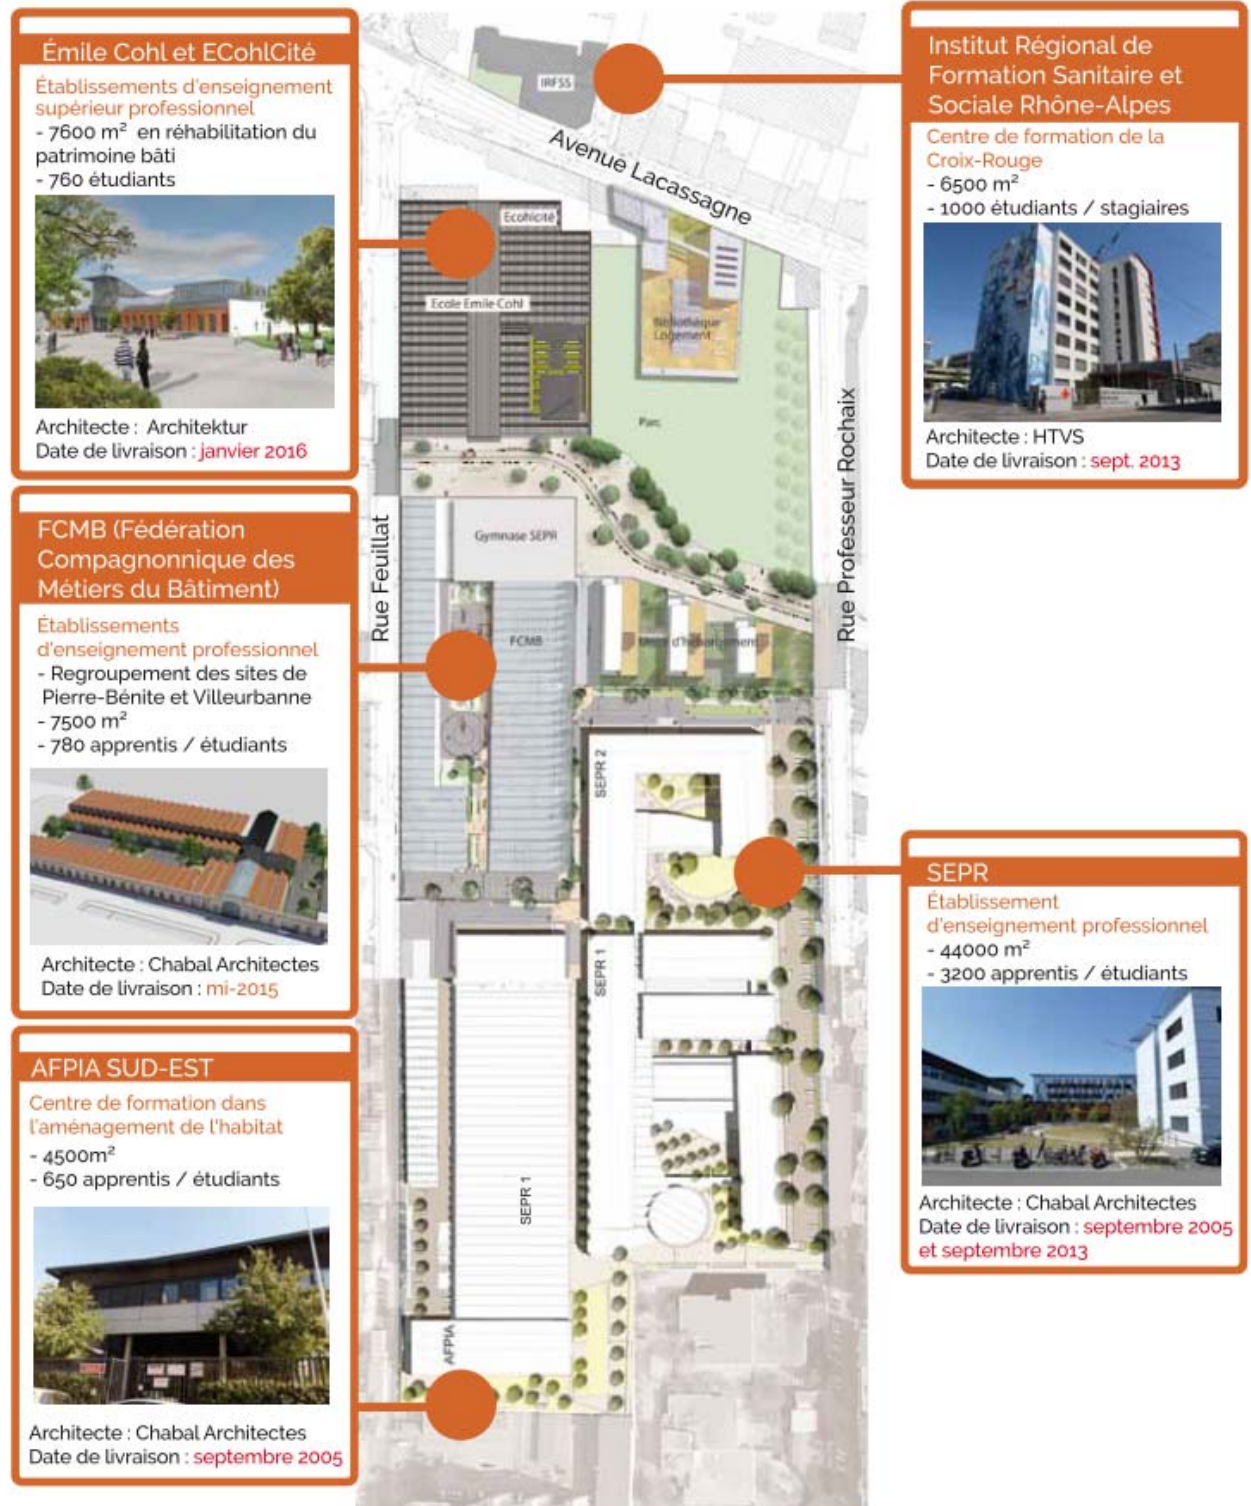 Émile Cohl et ECohlCité
Établissements d'enseignement
supérieur professionnel
- 7600 m² en réhabilitation du
patrimoine bâti
- 760 étudiants
Architecte : Architektur
Date de livraison : janvier 2016
FCMB (Fédération
Compagnonnique des
Métiers du Bâtiment)
Établissements
d'enseignement professionnel
- Regroupement des sites de
Pierre-Bénite et Villeurbanne
- 7500 m²
- 780 apprentis / étudiants
Architecte : Chabal Architectes
Date de livraison : mi-2015
AFPIA SUD-EST
Centre de formation dans
l'aménagement de l'habitat
- 4500m²
- 650 apprentis / étudiants
Architecte : Chabal Architectes
Date de livraison : septembre 2005
IRFSS
Avenue Lacassagne
Ecohlcité
Ecole Emile Cohl
Bibliothèque
Logement
Parc
Rue Feuillat
Rue Professeur Rochaix
Gymnase SEPR
FCMB
d'hébergement
SEPR 2
SEPR 1
SEPR 1
AFPIA
Institut Régional de
Formation Sanitaire et
Sociale Rhône-Alpes
Centre de formation de la
Croix-Rouge
- 6500 m²
- 1000 étudiants / stagiaires
Architecte : HTVS
Date de livraison : sept. 2013
SEPR
Établissement
d'enseignement professionnel
- 44000 m²
- 3200 apprentis / étudiants
Architecte : Chabal Architectes
Date de livraison : septembre 2005
et septembre 2013